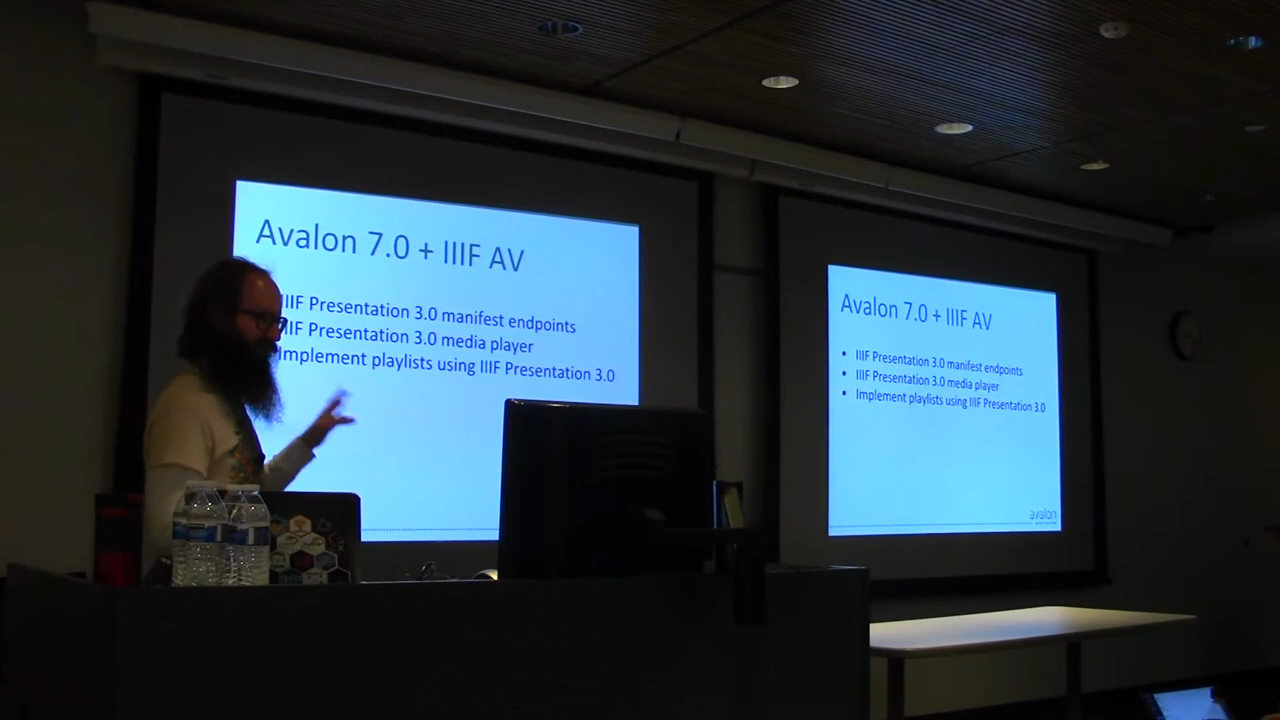 Avalon 7.0 + IIIF AV
IIIF Presentation 3.0 manifest endpoints
IIIF Presentation 3.0 media player
Implement playlists using IIIF Presentation 3.0
Avalon 7.0 + IIIF AV
• IIIF Presentation 3.0 manifest endpoints
• IIIF Presentation 3.0 media player
• Implement playlists using IIIF Presentation 3.0
avalon